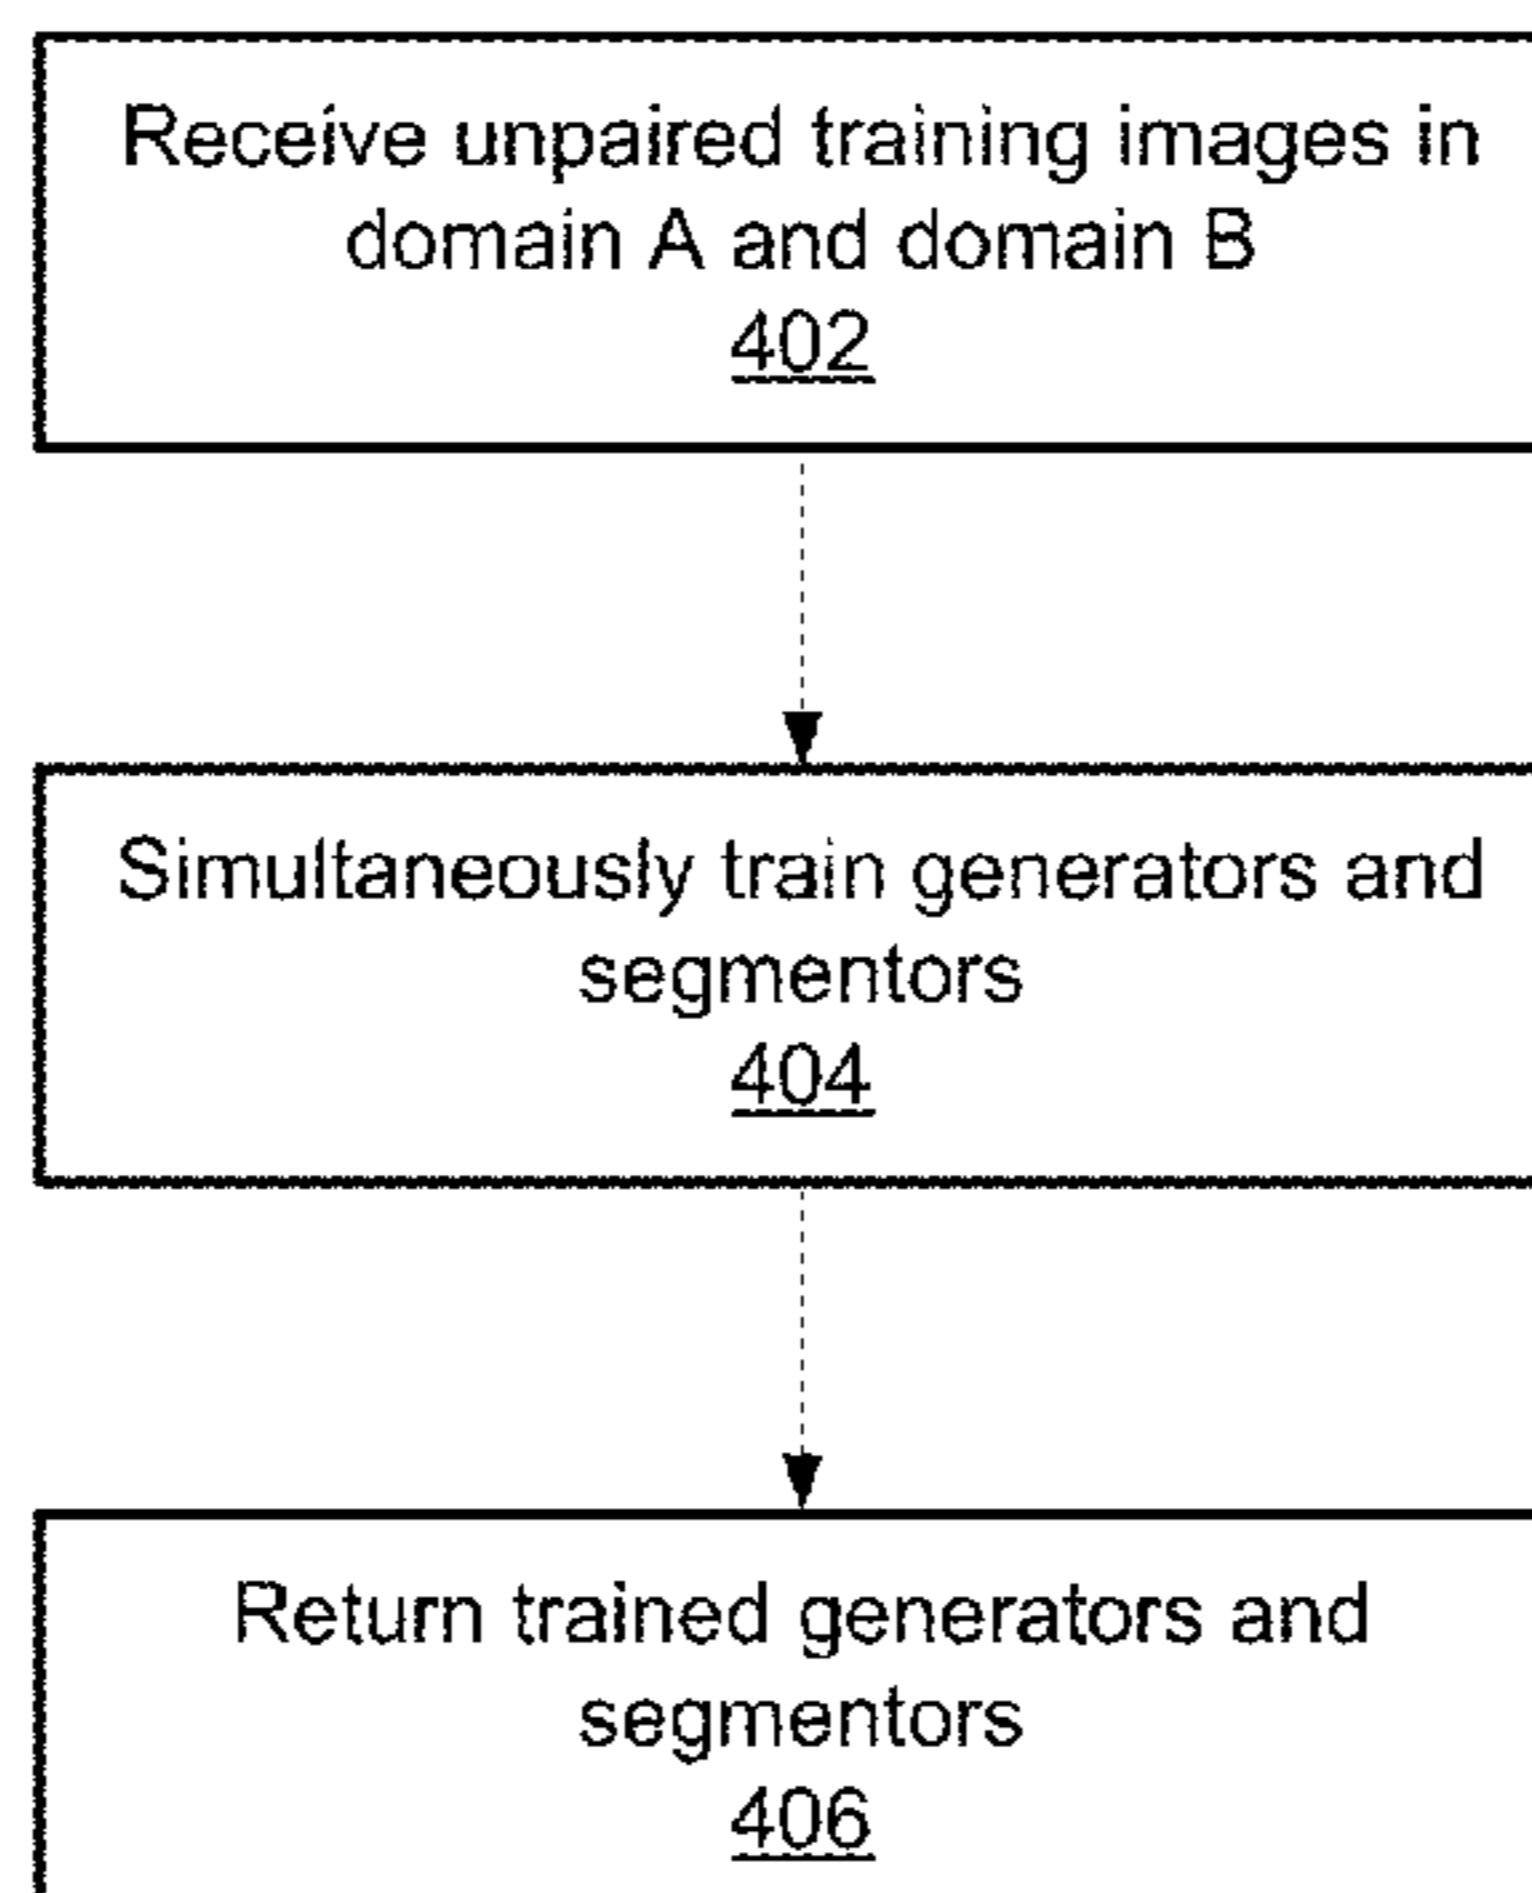 Receive unpaired training images in
domain A and domain B
402
Simultaneously train generators and
segmentors
404
Return trained generators and
segmentors
406